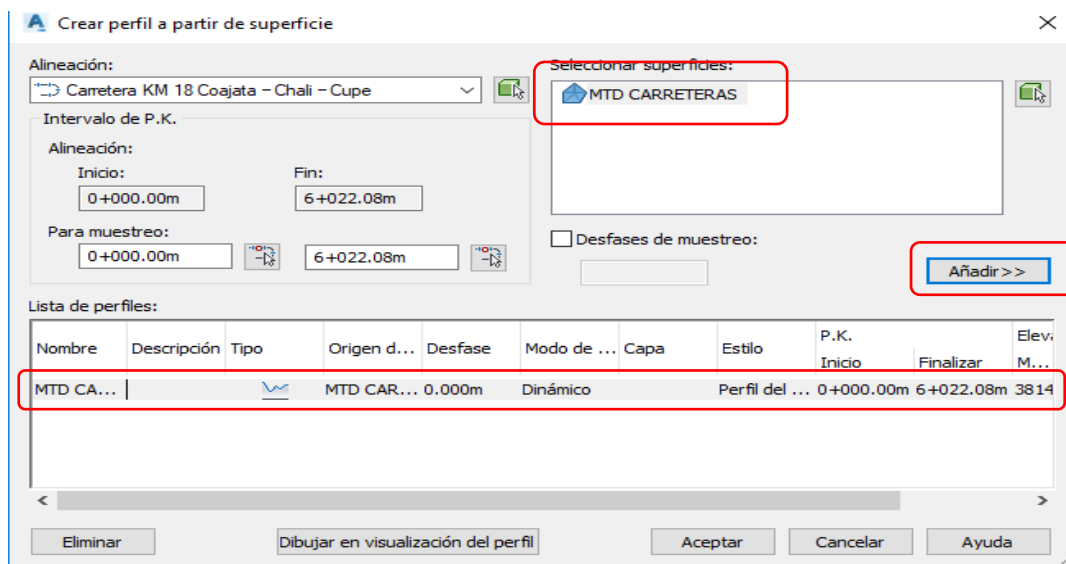 Crear perfil a partir de superficie
Alineación:
Carretera KM 18 Coajata - Chali - Cupe
Intervalo de P.K.
Alineación:
Inicio: Fin:
0+000.00m 6+022.08m
Para muestreo:
0+000.00m 6+022.08m
Seleccionar superficies:
MTD CARRETERAS
Desfases de muestreo:
Añadir>>
Lista de perfiles:
Nombre Descripción Tipo Origen d... Desfase Modo de ... Capa Estilo P.K. Elev
Inicio Finalizar M...
MTD CA... MTD CAR... 0.000m Dinámico Perfil del ... 0+000.00m 6+022.08m 3814
Eliminar Dibujar en visualización del perfil Aceptar Cancelar Ayuda